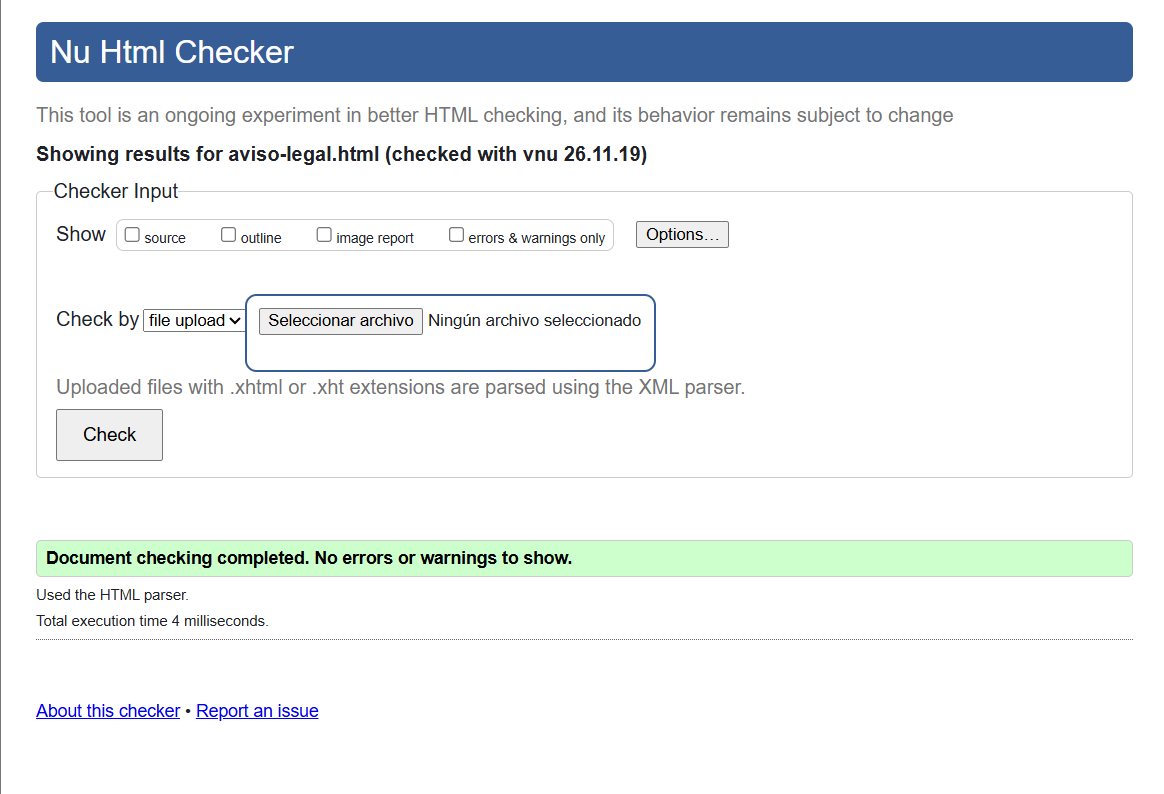 Nu Html Checker
This tool is an ongoing experiment in better HTML checking, and its behavior remains subject to change
Showing results for aviso-legal.html (checked with vnu 26.11.19)
Checker Input
Show source outline image report errors & warnings only Options...
Check by file upload Seleccionar archivo Ningún archivo seleccionado
Uploaded files with .xhtml or .xht extensions are parsed using the XML parser.
Check
Document checking completed. No errors or warnings to show.
Used the HTML parser.
Total execution time 4 milliseconds.
About this checker • Report an issue